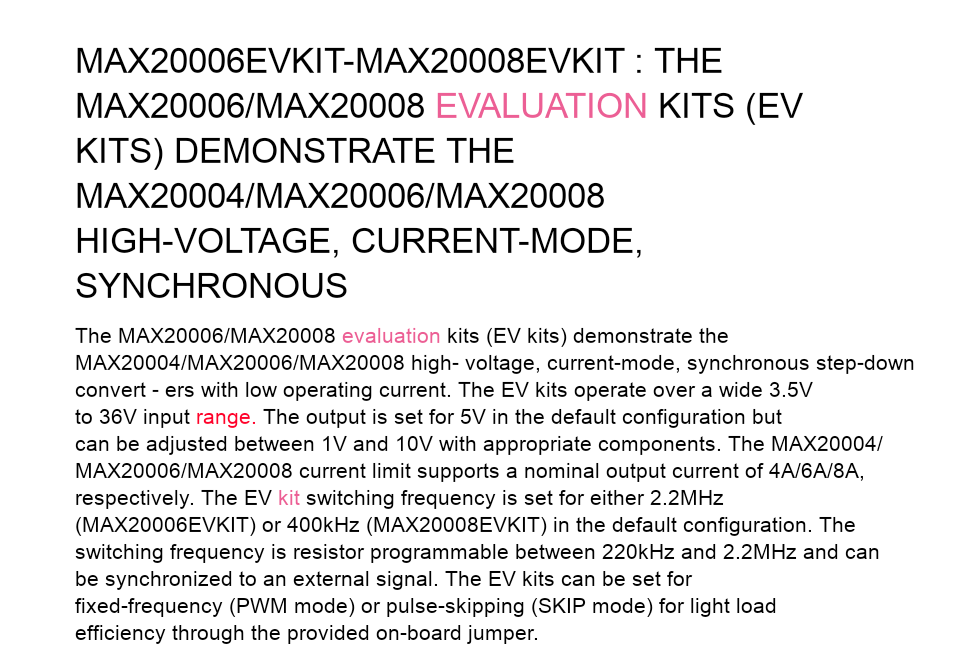 MAX20006EVKIT-MAX20008EVKIT : THE
MAX20006/MAX20008 EVALUATION KITS (EV
KITS) DEMONSTRATE THE
MAX20004/MAX20006/MAX20008
HIGH-VOLTAGE, CURRENT-MODE,
SYNCHRONOUS
The MAX20006/MAX20008 evaluation kits (EV kits) demonstrate the
MAX20004/MAX20006/MAX20008 high- voltage, current-mode, synchronous step-down
convert - ers with low operating current. The EV kits operate over a wide 3.5V
to 36V input range. The output is set for 5V in the default configuration but
can be adjusted between 1V and 10V with appropriate components. The MAX20004/
MAX20006/MAX20008 current limit supports a nominal output current of 4A/6A/8A,
respectively. The EV kit switching frequency is set for either 2.2MHz
(MAX20006EVKIT) or 400kHz (MAX20008EVKIT) in the default configuration. The
switching frequency is resistor programmable between 220kHz and 2.2MHz and can
be synchronized to an external signal. The EV kits can be set for
fixed-frequency (PWM mode) or pulse-skipping (SKIP mode) for light load
efficiency through the provided on-board jumper.